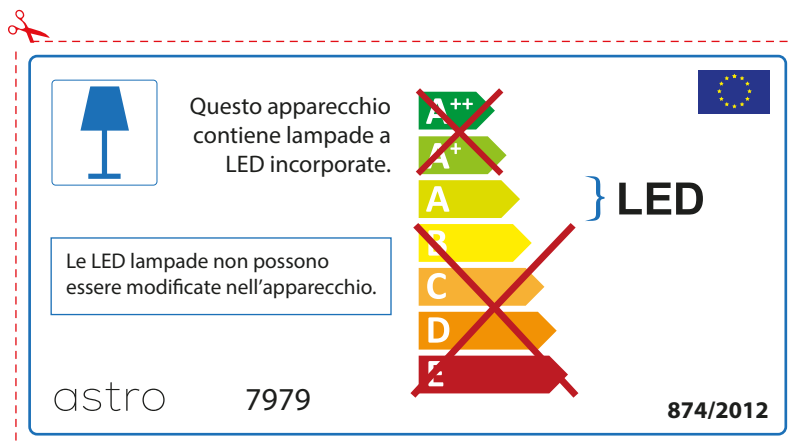 Questo apparecchio
contiene lampade a
LED incorporate.
A++
A+
A
B
C
D
E
LED
Le LED lampade non possono
essere modificate nell'apparecchio.
astro
7979
874/2012